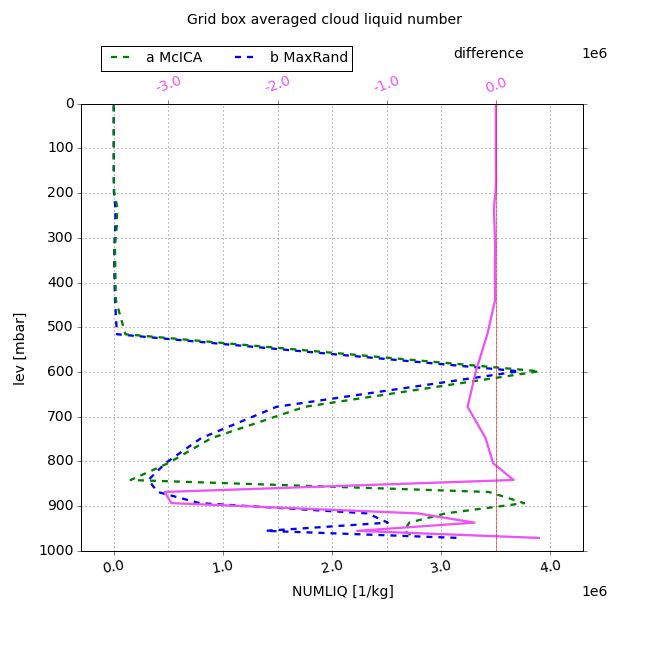 Grid box averaged cloud liquid number
a McICA b MaxRand difference 1e6
-3.0 -2.0 -1.0 0.0
0
100
200
300
400
500
600
700
800
900
1000
lev [mbar]
0.0 1.0 2.0 3.0 4.0
NUMLIQ [1/kg] 1e6